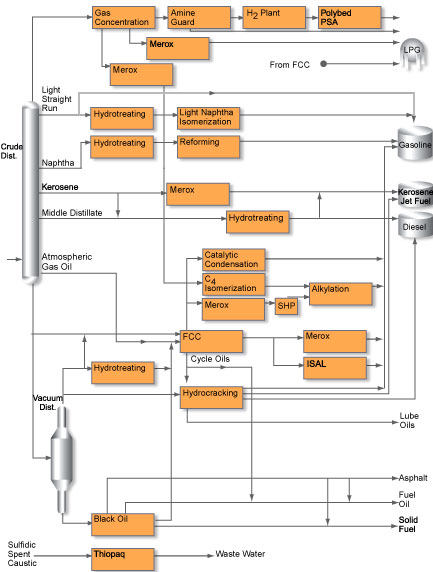 Gas
Concentration
Amine
Guard
H2 Plant
Polybed
PSA
Merox
LPG
Merox
From FCC
Light
Straight
Run
Hydrotreating
Light Naphtha
Isomerization
Gasoline
Crude
Dist.
Hydrotreating
Reforming
Naphtha
Kerosene
Merox
Kerosene
Jet Fuel
Middle Distillate
Hydrotreating
Diesel
Atmospheric
Gas Oil
Catalytic
Condensation
C4
Isomerization
Alkylation
Merox
SHP
FCC
Merox
Cycle Oils
ISAL
Hydrotreating
Vacuum
Dist.
Hydrocracking
Lube
Oils
Asphalt
Fuel
Oil
Black Oil
Solid
Fuel
Sulfidic
Spent
Caustic
Thiopaq
Waste Water